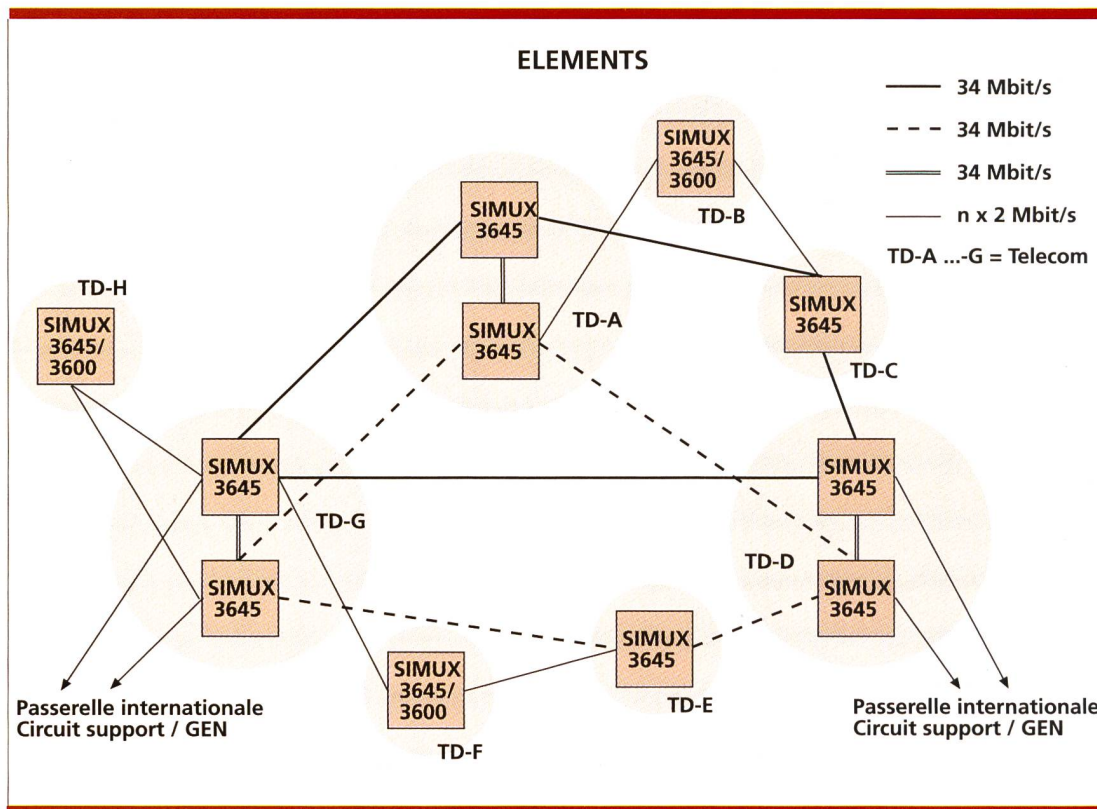 ELEMENTS
34 Mbit/s
34 Mbit/s
34 Mbit/s
n x 2 Mbit/s
TD-A ...-G = Telecom
SIMUX
3645/
3600
TD-B
SIMUX
3645
SIMUX
3645
TD-A
SIMUX
3645
TD-C
TD-H
SIMUX
3645/
3600
SIMUX
3645
TD-G
SIMUX
3645
SIMUX
3645
TD-D
SIMUX
3645
SIMUX
3645
TD-E
SIMUX
3645/
3600
TD-F
Passerelle internationale
Circuit support / GEN
Passerelle internationale
Circuit support / GEN